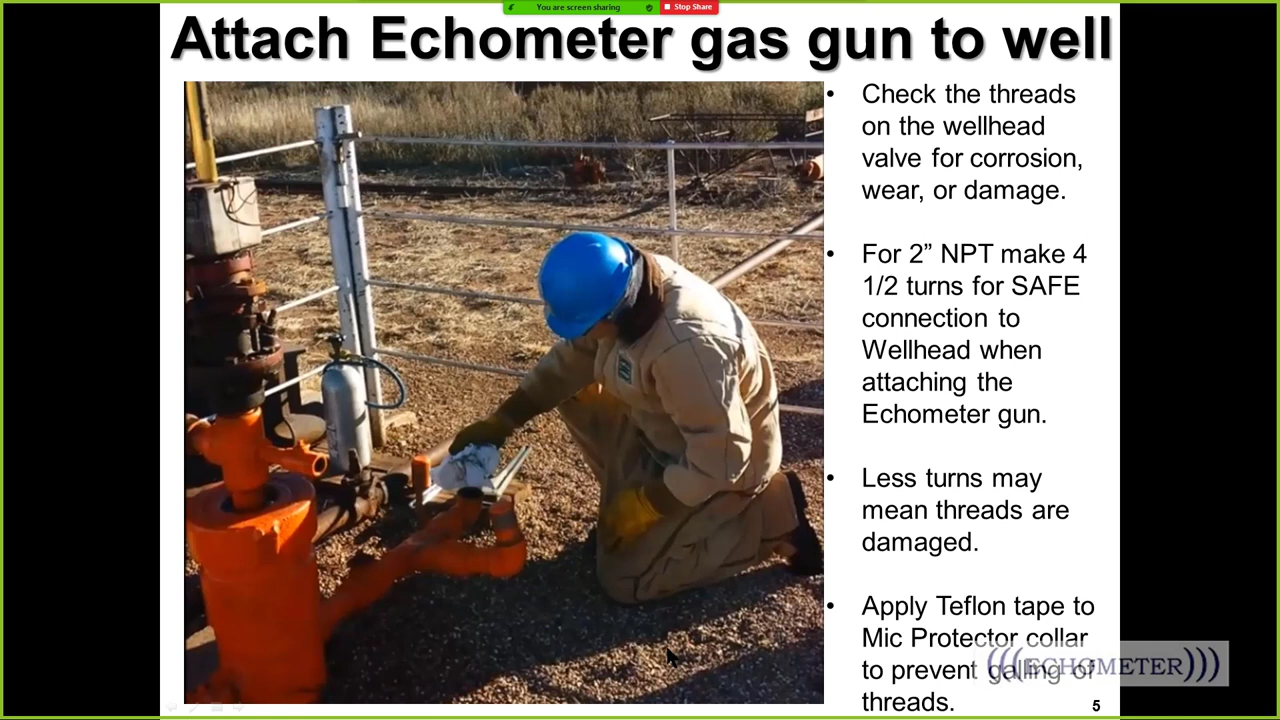 You are screen sharing
Stop Share
Attach Echometer gas gun to well
• Check the threads
on the wellhead
valve for corrosion,
wear, or damage.
• For 2” NPT make 4
1/2 turns for SAFE
connection to
Wellhead when
attaching the
Echometer gun.
• Less turns may
mean threads are
damaged.
• Apply Teflon tape to
Mic Protector collar
to prevent galling of
threads.
(((ECHOMETER)))
5